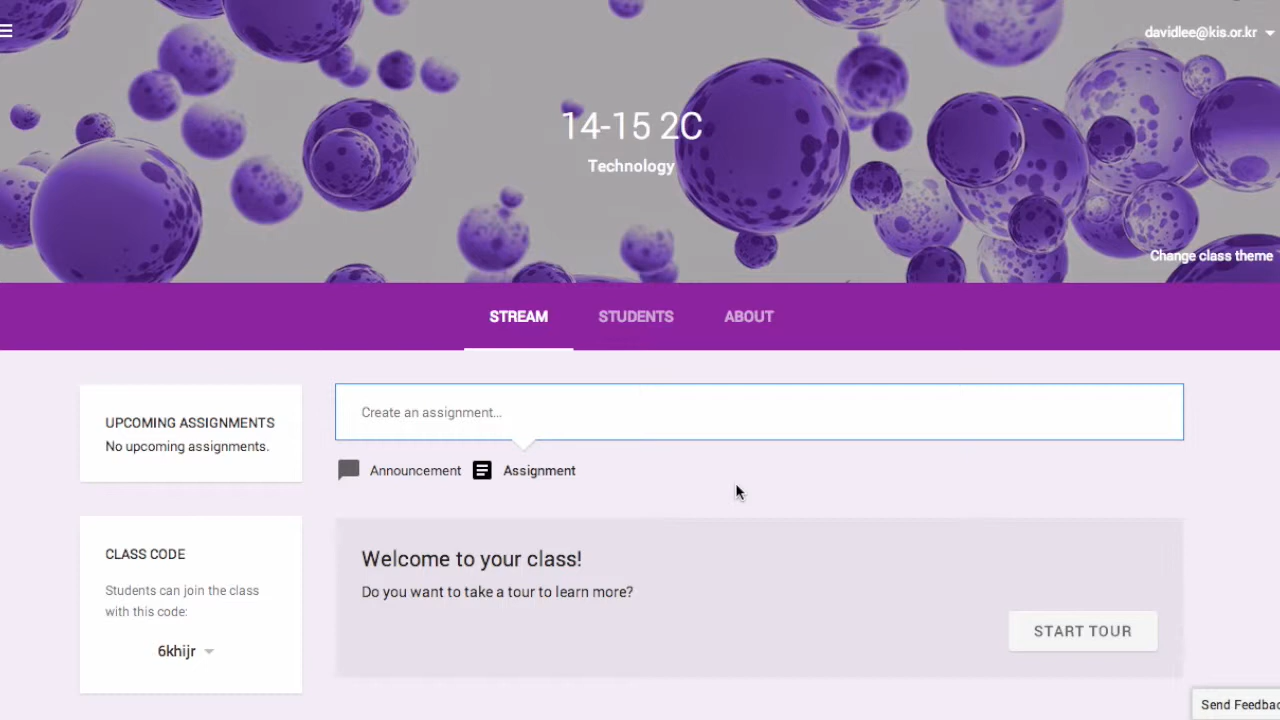 davidlee@kis.or.kr
14-15 2C
Technology
Change class theme
STREAM STUDENTS ABOUT
UPCOMING ASSIGNMENTS
No upcoming assignments.
Create an assignment...
Announcement Assignment
CLASS CODE
Students can join the class
with this code:
6khijr
Welcome to your class!
Do you want to take a tour to learn more?
START TOUR
Send Feedbac